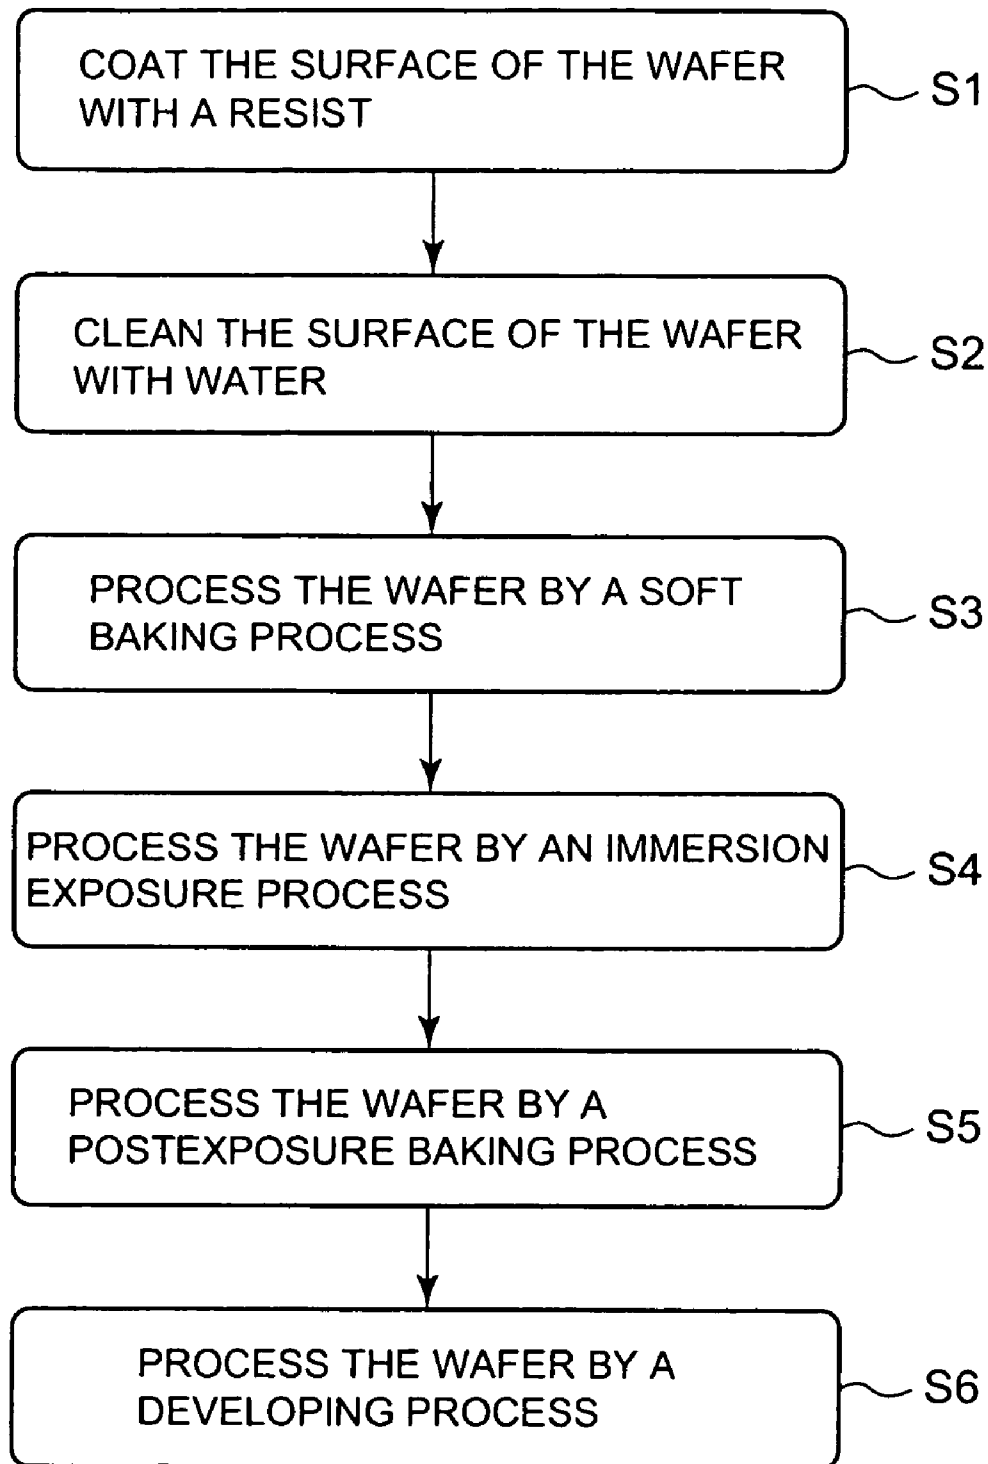 COAT THE SURFACE OF THE WAFER
WITH A RESIST
S1
CLEAN THE SURFACE OF THE WAFER
WITH WATER
S2
PROCESS THE WAFER BY A SOFT
BAKING PROCESS
S3
PROCESS THE WAFER BY AN IMMERSION
EXPOSURE PROCESS
S4
PROCESS THE WAFER BY A
POSTEXPOSURE BAKING PROCESS
S5
PROCESS THE WAFER BY A
DEVELOPING PROCESS
S6